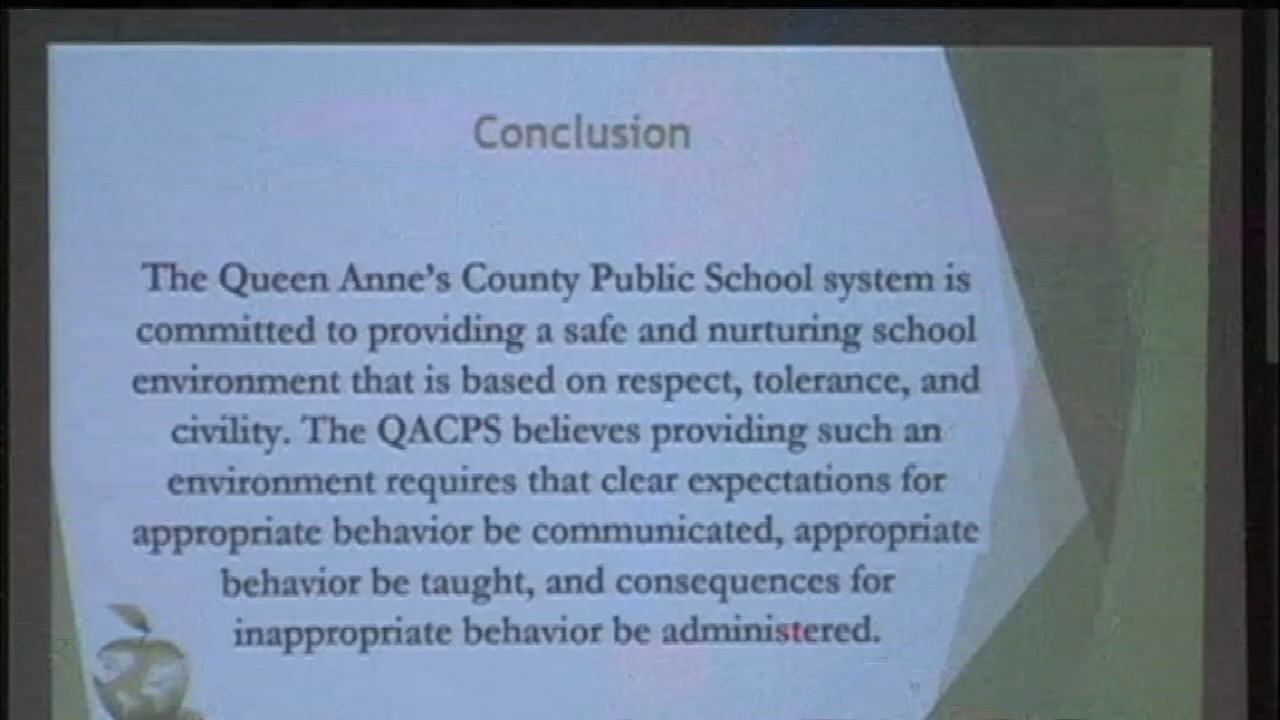 Conclusion
The Queen Anne's County Public School system is
committed to providing a safe and nurturing school
environment that is based on respect, tolerance, and
civility. The QACPS believes providing such an
environment requires that clear expectations for
appropriate behavior be communicated, appropriate
behavior be taught, and consequences for
inappropriate behavior be administered.